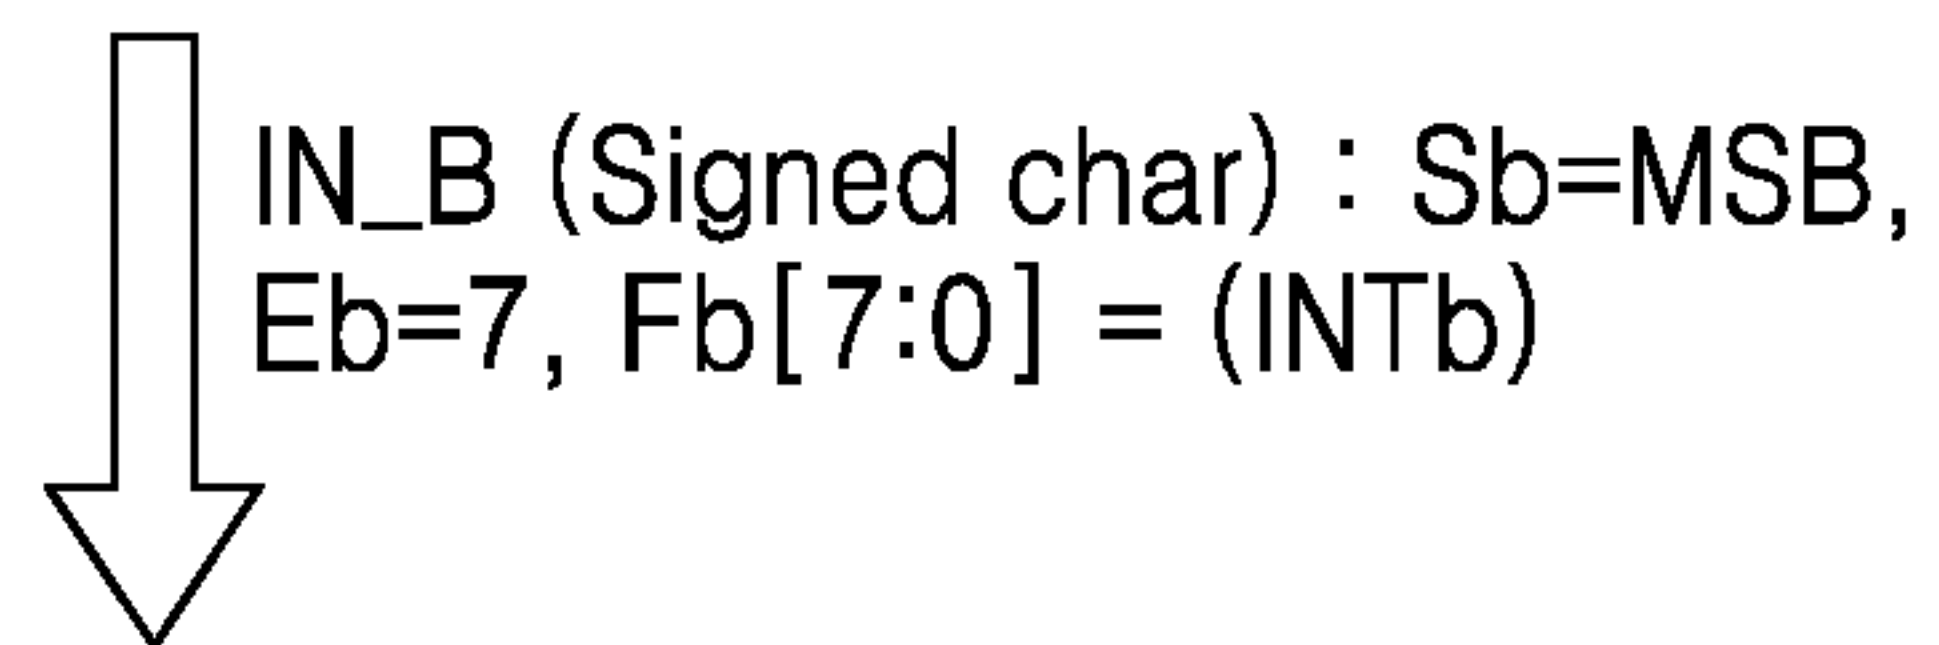 IN_B (Signed char) : Sb=MSB,
Eb=7, Fb[7:0] = (INTb)